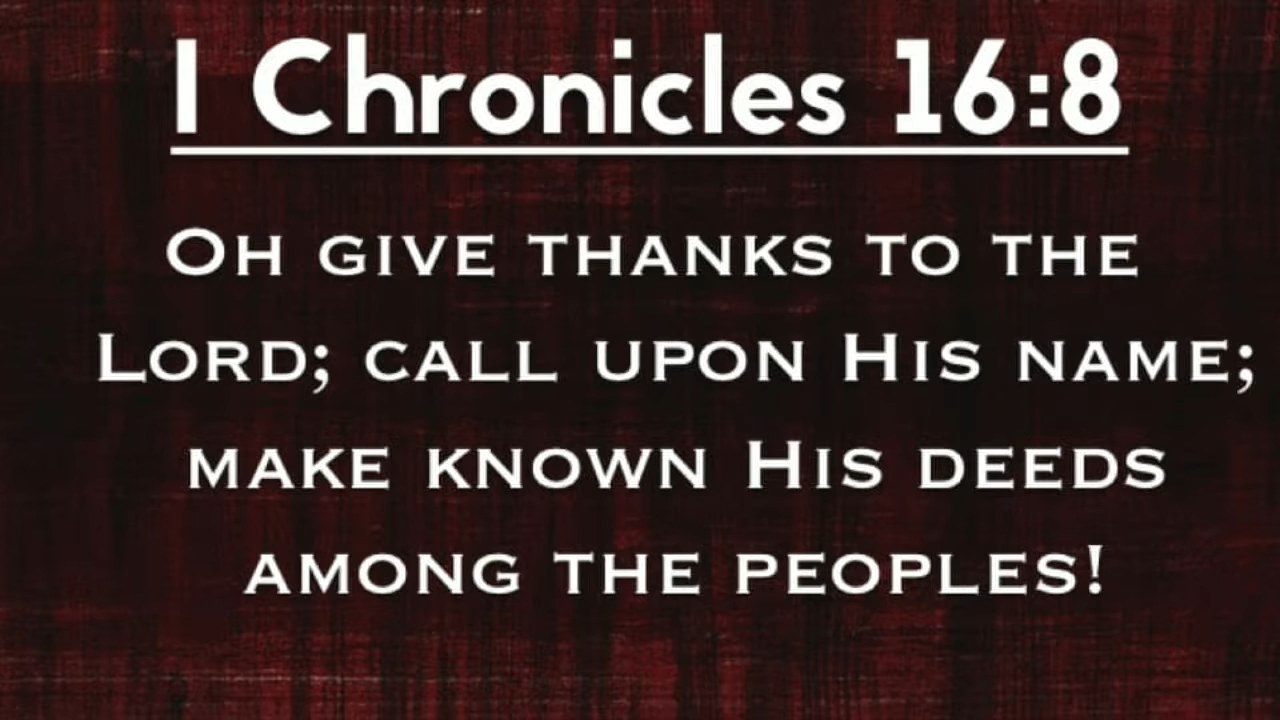 I Chronicles 16:8
Oh give thanks to the
Lord; call upon His name;
make known His deeds
among the peoples!